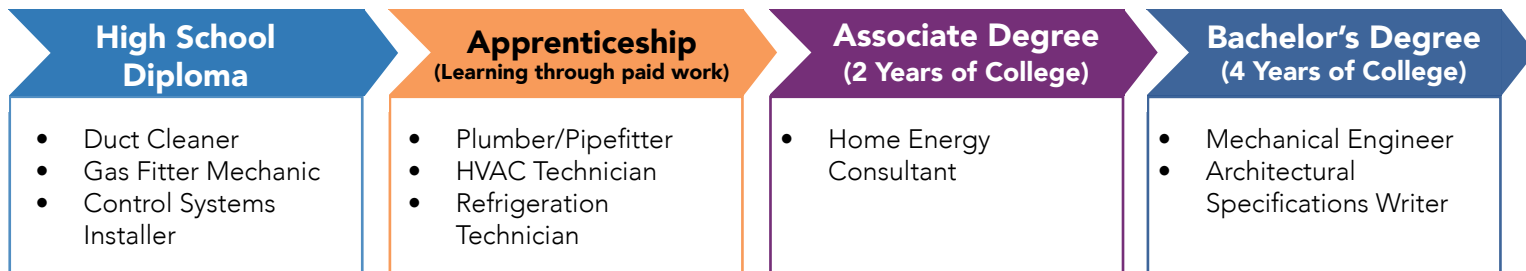 High School
Diploma
• Duct Cleaner
• Gas Fitter Mechanic
• Control Systems
Installer
Apprenticeship
(Learning through paid work)
• Plumber/Pipefitter
• HVAC Technician
• Refrigeration
Technician
Associate Degree
(2 Years of College)
• Home Energy
Consultant
Bachelor’s Degree
(4 Years of College)
• Mechanical Engineer
• Architectural
Specifications Writer